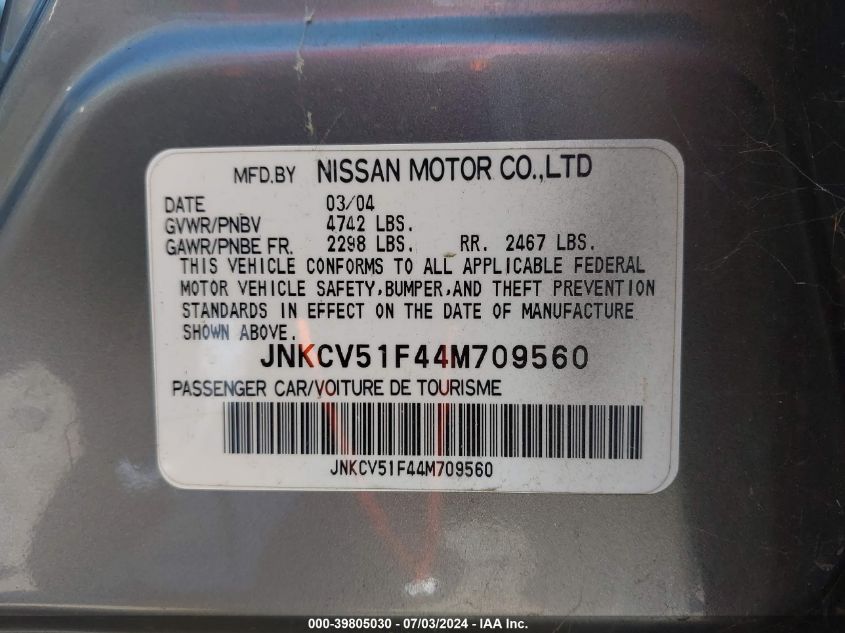 MFD.BY NISSAN MOTOR CO.,LTD
DATE 03/04
GVWR/PNBV 4742 LBS.
GAWR/PNBE FR. 2298 LBS. RR. 2467 LBS.
THIS VEHICLE CONFORMS TO ALL APPLICABLE FEDERAL
MOTOR VEHICLE SAFETY,BUMPER,AND THEFT PREVENTION
STANDARDS IN EFFECT ON THE DATE OF MANUFACTURE
SHOWN ABOVE.
JNKCV51F44M709560
PASSENGER CAR/VOITURE DE TOURISME
JNKCV51F44M709560
000-39805030 - 07/03/2024 - IAA Inc.